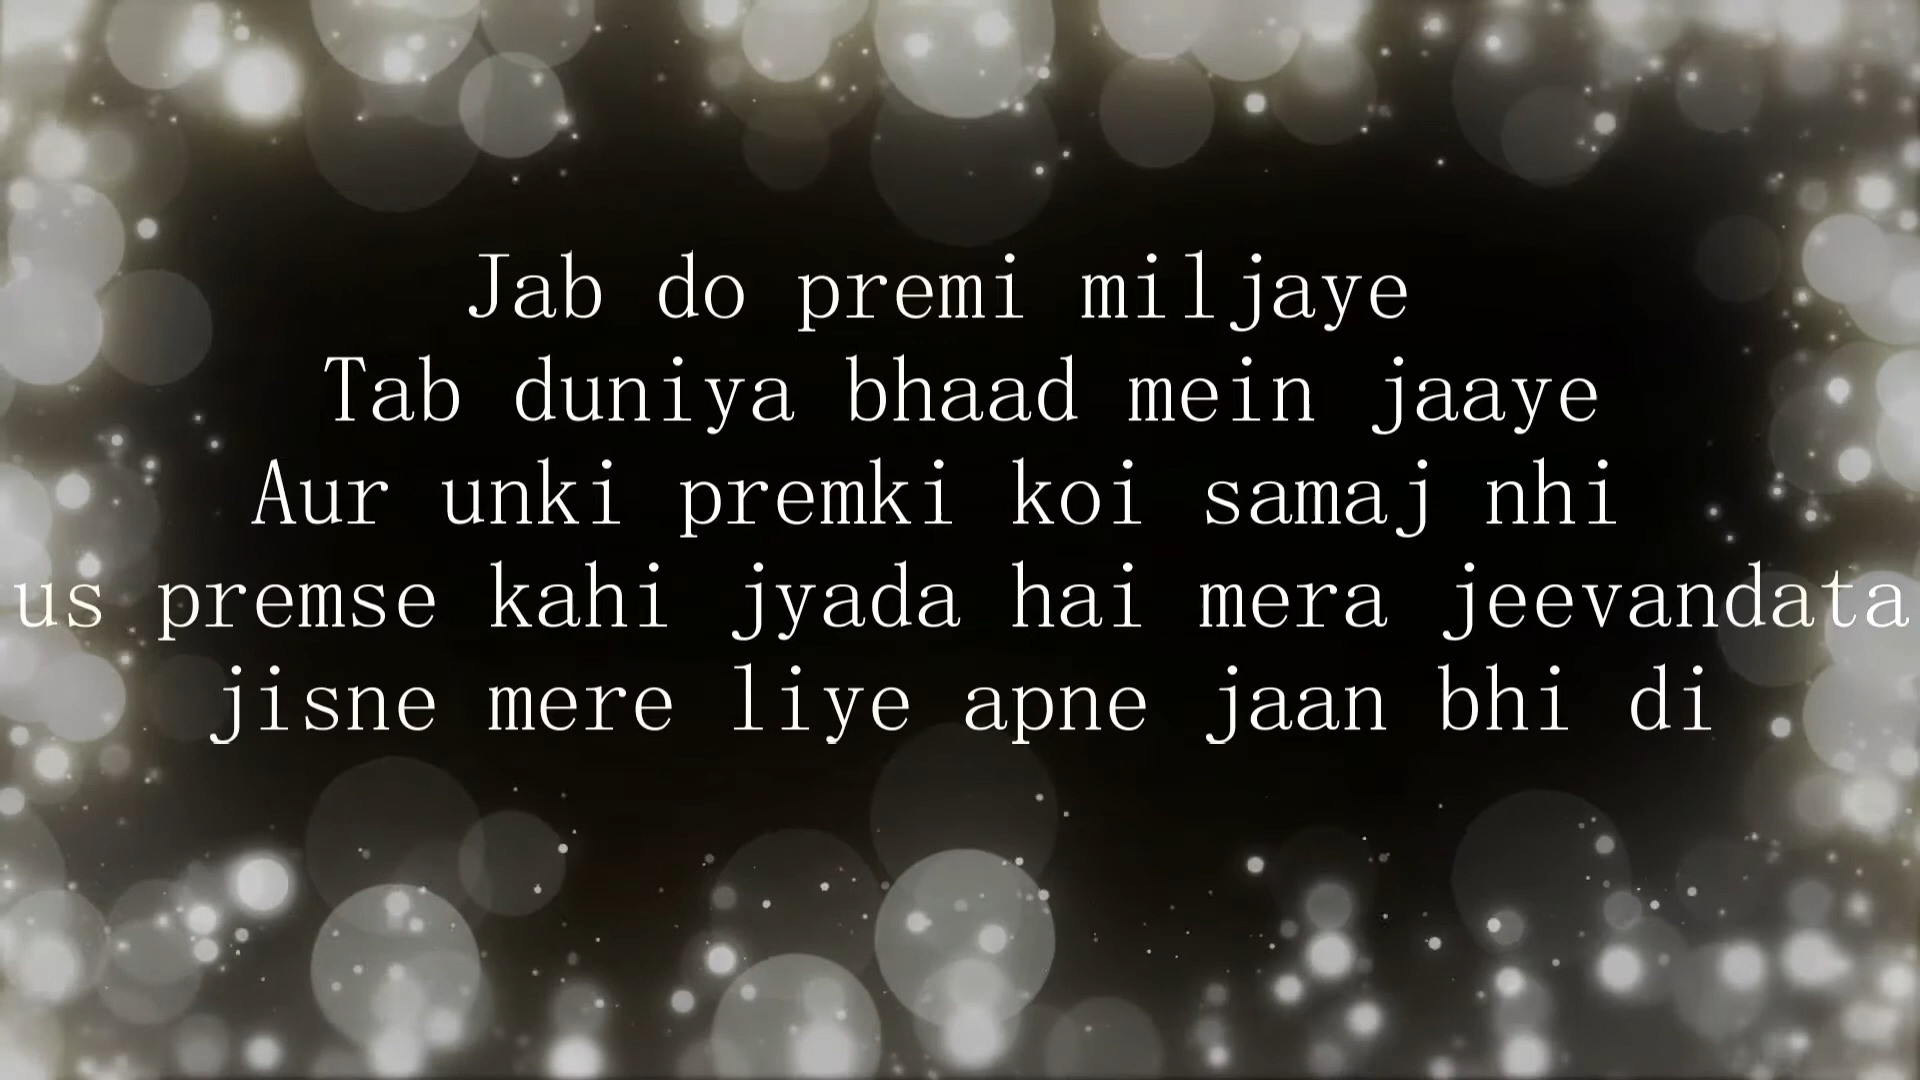 Jab do premi miljaye
Tab duniya bhaad mein jaaye
Aur unki premki koi samaj nhi
us premse kahi jyada hai mera jeevandata
jisne mere liye apne jaan bhi di